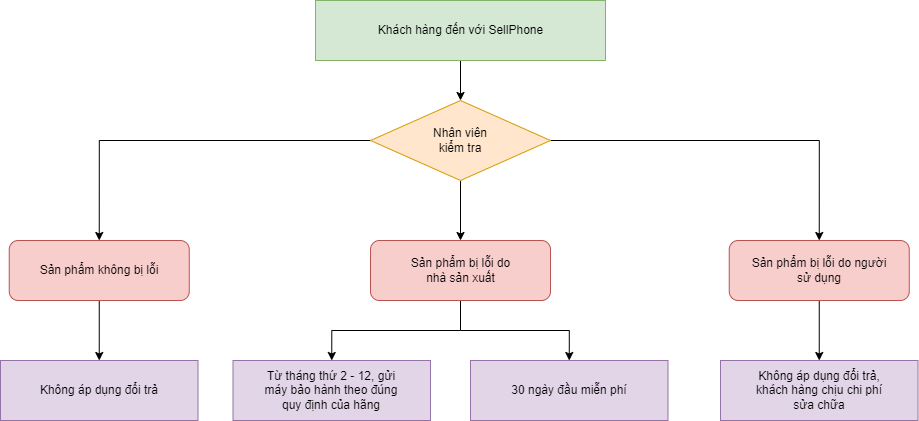 Khách hàng đến với SellPhone
Nhân viên
kiểm tra
Sản phẩm không bị lỗi
Sản phẩm bị lỗi do
nhà sản xuất
Sản phẩm bị lỗi do người
sử dụng
Không áp dụng đổi trả
Từ tháng thứ 2 - 12, gửi
máy bảo hành theo đúng
quy định của hãng
30 ngày đầu miễn phí
Không áp dụng đổi trả,
khách hàng chịu chi phí
sửa chữa